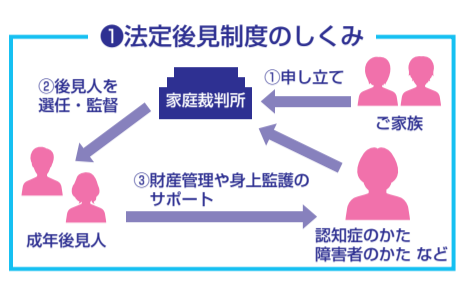 ❶法定後見制度のしくみ
②後見人を
選任・監督
家庭裁判所
①申し立て
ご家族
③財産管理や身上監護の
サポート
成年後見人
認知症のかた
障害者のかた など